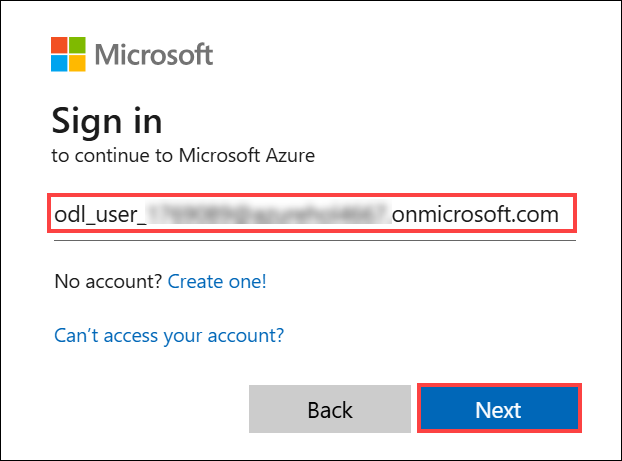 Microsoft
Sign in
to continue to Microsoft Azure
odl_user_ .onmicrosoft.com
No account? Create one!
Can't access your account?
Back
Next